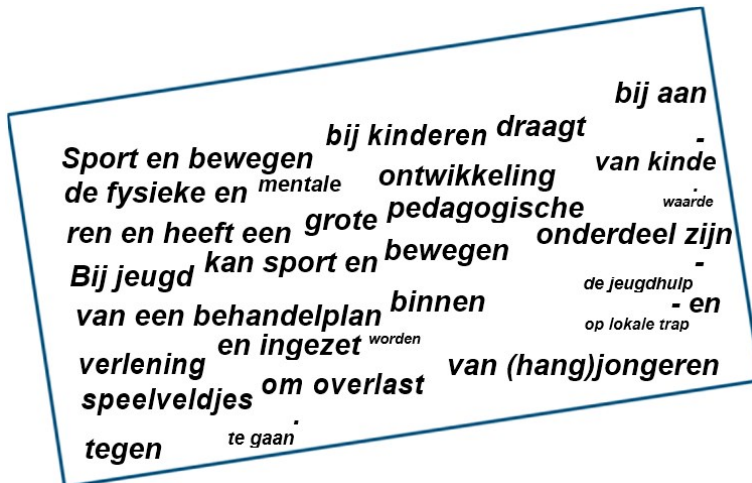 Sport en bewegen bij kinderen draagt bij aan
de fysieke en mentale ontwikkeling van kinde-
ren en heeft een grote pedagogische waarde.
Bij jeugd kan sport en bewegen onderdeel zijn
van een behandelplan binnen de jeugdhulp-
verlening en ingezet worden op lokale trap- en
speelveldjes om overlast van (hang)jongeren
tegen te gaan.